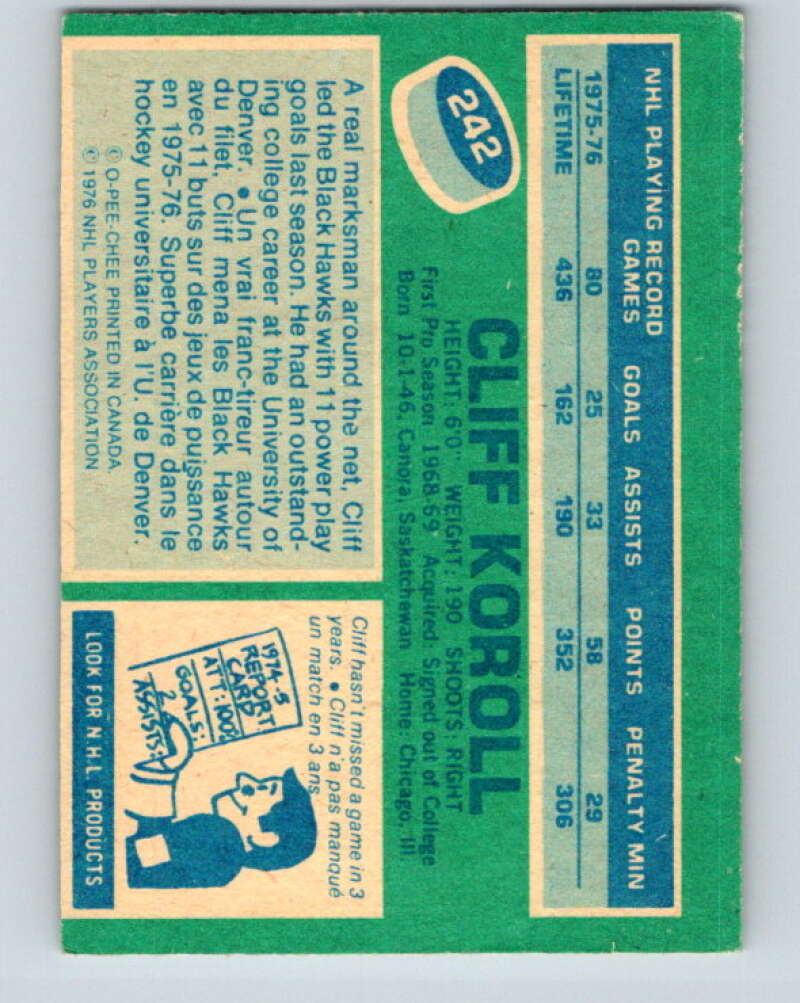 NHL PLAYING RECORD
GAMES GOALS ASSISTS POINTS PENALTY MIN
1975-76 80 25 33 58 29
LIFETIME 436 162 190 352 306
242
CLIFF KOROLL
HEIGHT: 6'0" WEIGHT: 190 SHOOTS: RIGHT
First Pro Season 1968-69 Acquired: Signed out of College
Born 10-1-46, Canora, Saskatchewan Home: Chicago, Ill.
A real marksman around the net, Cliff
led the Black Hawks with 11 power play
goals last season. He had an outstand-
ing college career at the University of
Denver. • Un vrai franc-tireur autour
du filet, Cliff mena les Black Hawks
avec 11 buts sur des jeux de puissance
en 1975-76. Superbe carrière dans le
hockey universitaire à l'U. de Denver.
© O-PEE-CHEE PRINTED IN CANADA
© 1976 NHL PLAYERS ASSOCIATION
Cliff hasn't missed a game in 3
years. • Cliff n'a pas manqué
un match en 3 ans.
1974-5
REPORT
CARD
ATT: 100%
GOALS:
ASSISTS:
LOOK FOR N.H.L. PRODUCTS